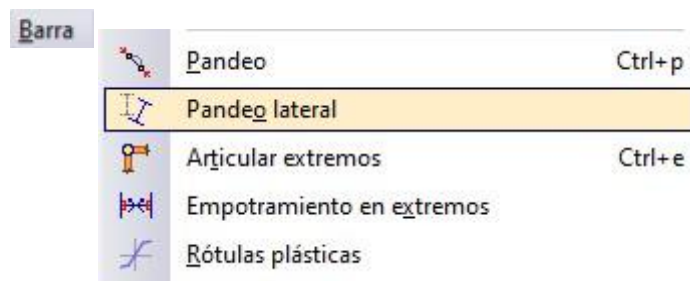 Barra
Pandeo Ctrl+p
Pandeo lateral
Articular extremos Ctrl+e
Empotramiento en extremos
Rótulas plásticas